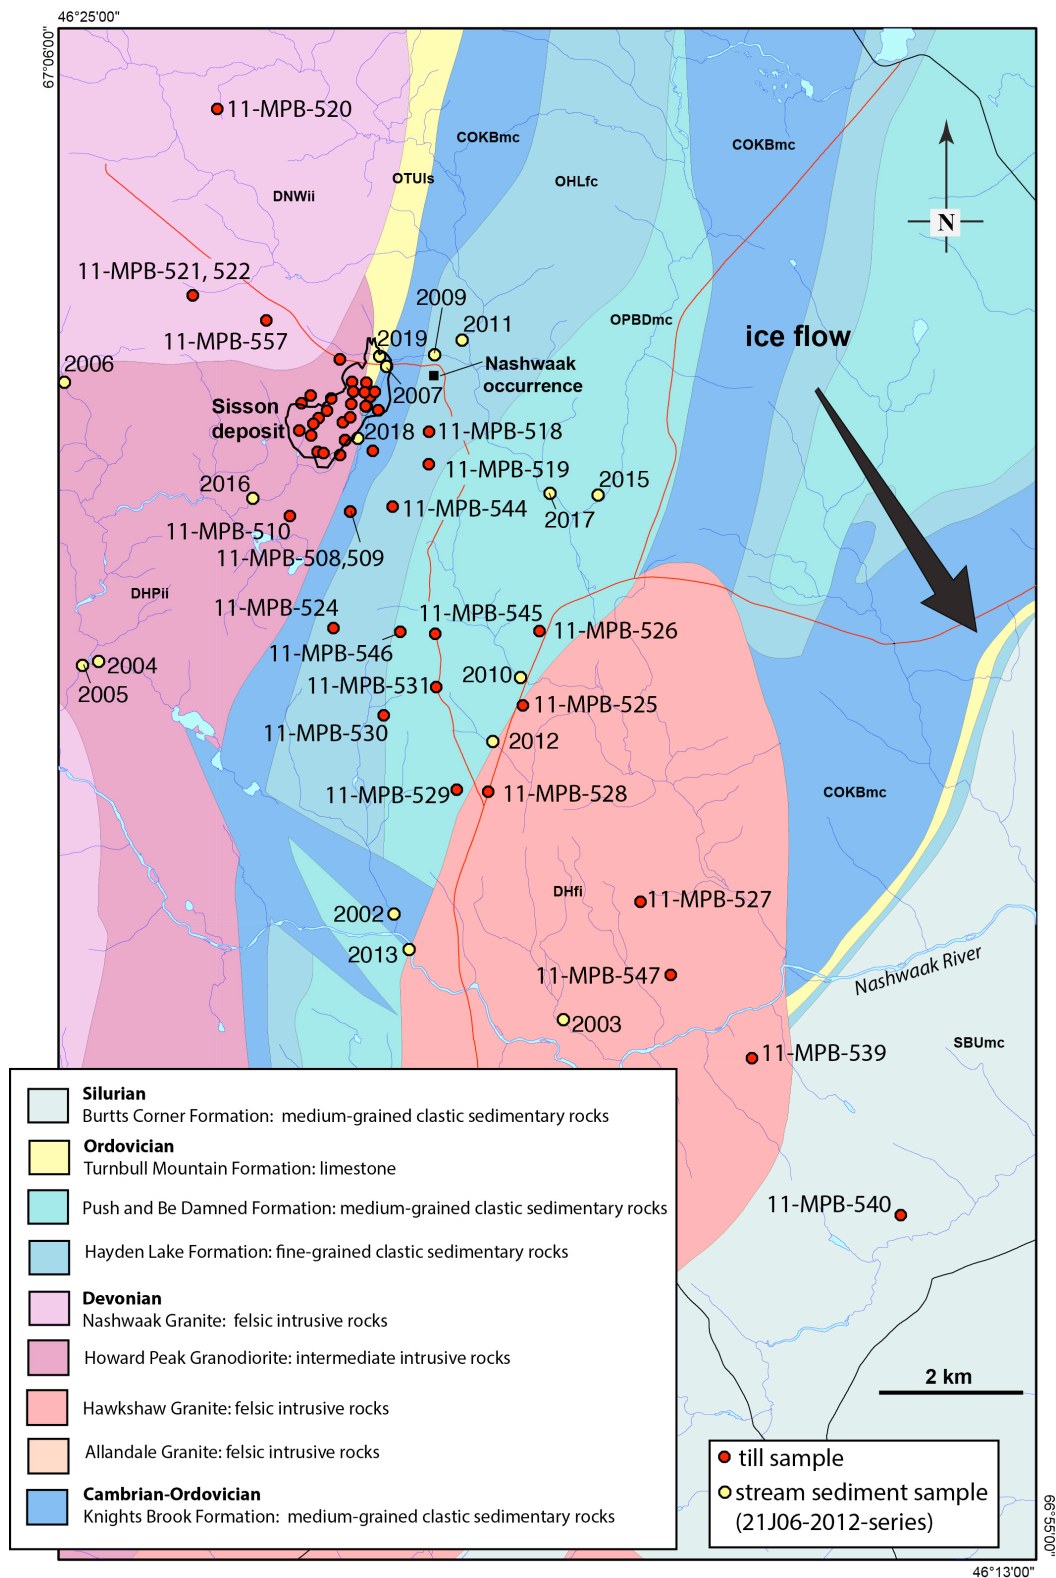 46°25'00"
67°06'00"
11-MPB-520
COKBmc
COKBmc
OTUls
OHLfc
DNWii
N
11-MPB-521, 522
2009
2011
OPBDmc
ice flow
11-MPB-557
2019
2006
Nashwaak
occurrence
2007
Sisson
deposit
2018
11-MPB-518
11-MPB-519
2016
2015
11-MPB-544
2017
11-MPB-510
11-MPB-508,509
DHPii
11-MPB-524
11-MPB-545
11-MPB-526
11-MPB-546
2004
2010
2005
11-MPB-531
11-MPB-525
11-MPB-530
2012
11-MPB-529
11-MPB-528
COKBmc
DHfi
11-MPB-527
2002
2013
11-MPB-547
Nashwaak River
2003
SBUmc
11-MPB-539
11-MPB-540
Silurian
Burtts Corner Formation: medium-grained clastic sedimentary rocks
Ordovician
Turnbull Mountain Formation: limestone
Push and Be Damned Formation: medium-grained clastic sedimentary rocks
Hayden Lake Formation: fine-grained clastic sedimentary rocks
Devonian
Nashwaak Granite: felsic intrusive rocks
Howard Peak Granodiorite: intermediate intrusive rocks
Hawkshaw Granite: felsic intrusive rocks
Allandale Granite: felsic intrusive rocks
Cambrian-Ordovician
Knights Brook Formation: medium-grained clastic sedimentary rocks
2 km
till sample
stream sediment sample
(21J06-2012-series)
66°55'00"
46°13'00"